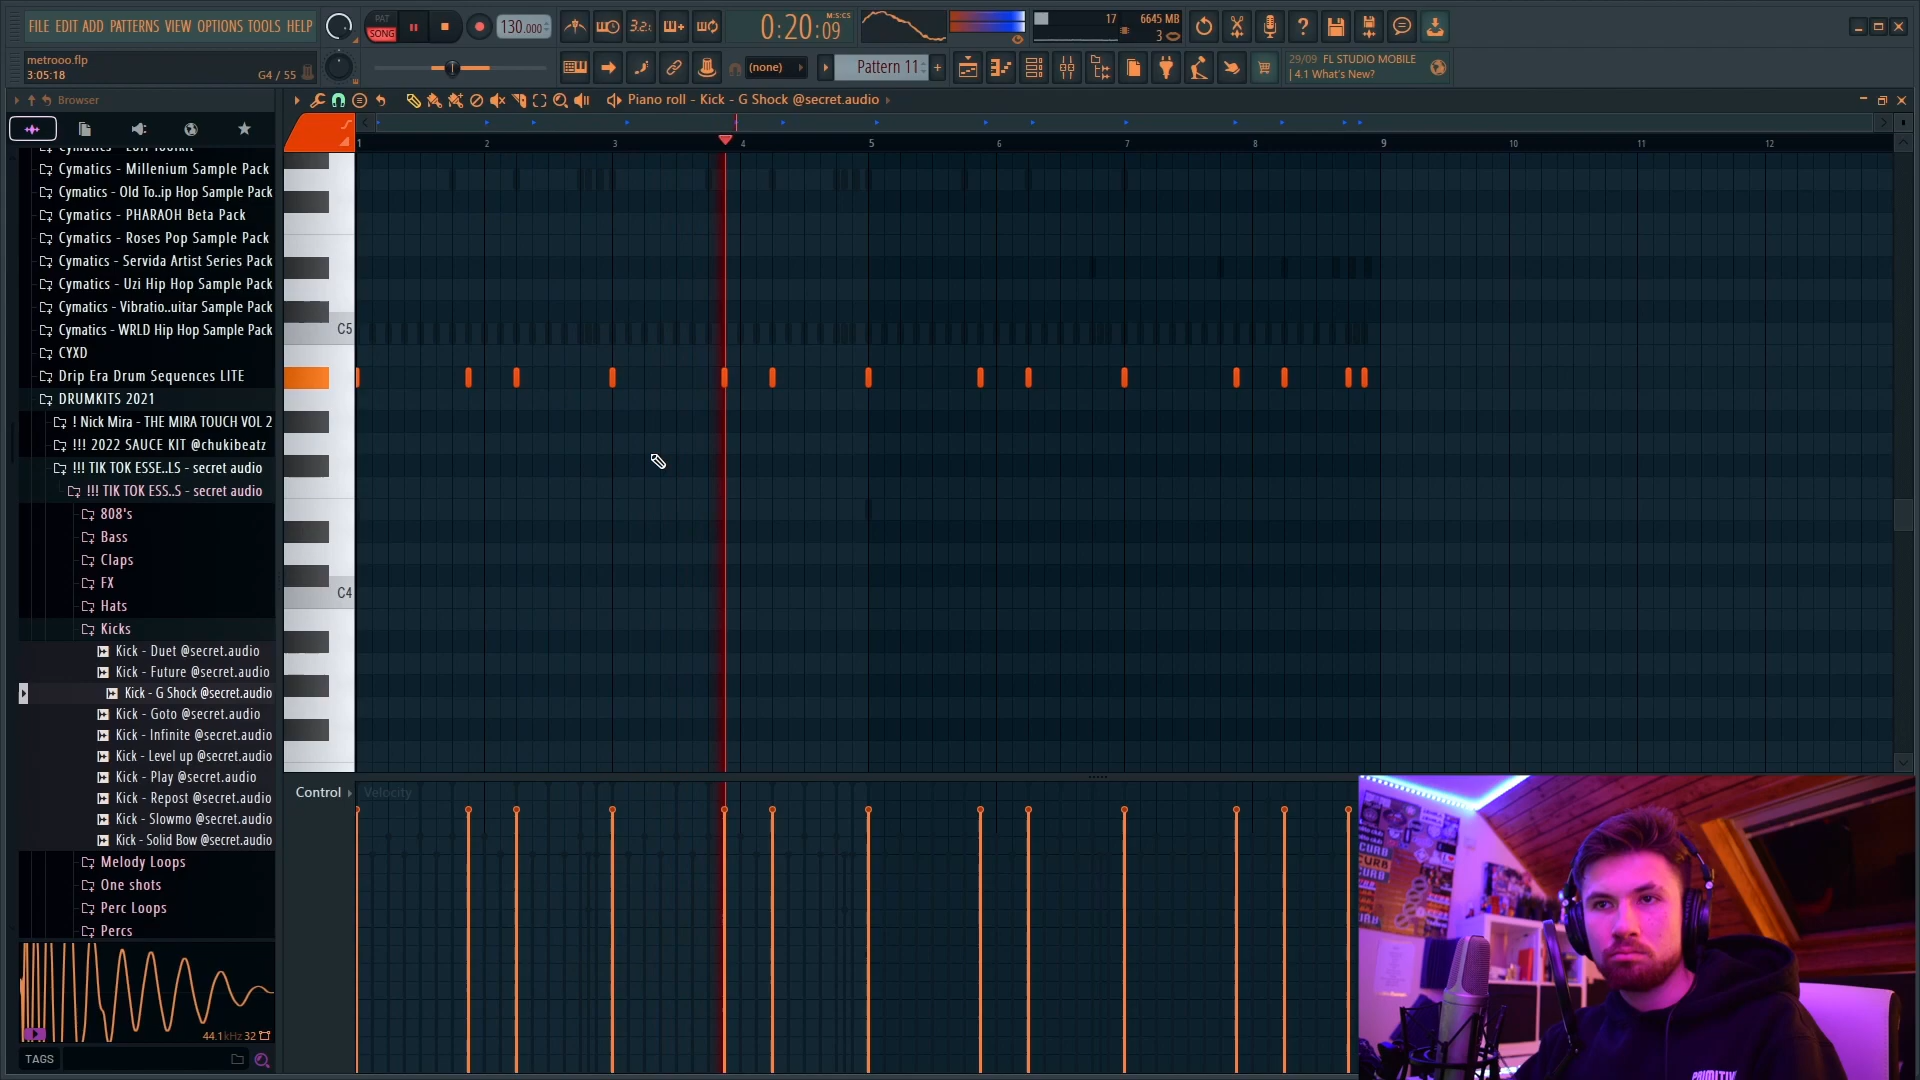 FILE EDIT ADD PATTERNS VIEW OPTIONS TOOLS HELP
PAT
SONG
130.000
3.2.
0:20:09
M:S:CS
17
6645 MB
3
metrooo.flp
3:05:18
G4 / 55
(none)
Pattern 11
29/09 FL STUDIO MOBILE
| 4.1 What's New?
Browser
Piano roll - Kick - G Shock @secret.audio
1 2 3 4 5 6 7 8 9 10 11 12
Cymatics - Millenium Sample Pack
Cymatics - Old To..ip Hop Sample Pack
Cymatics - PHARAOH Beta Pack
Cymatics - Roses Pop Sample Pack
Cymatics - Servida Artist Series Pack
Cymatics - Uzi Hip Hop Sample Pack
Cymatics - Vibratio..uitar Sample Pack
Cymatics - WRLD Hip Hop Sample Pack
CYXD
Drip Era Drum Sequences LITE
DRUMKITS 2021
! Nick Mira - THE MIRA TOUCH VOL 2
!!! 2022 SAUCE KIT @chukibeatz
!!! TIK TOK ESSE..LS - secret audio
!!! TIK TOK ESS..S - secret audio
808's
Bass
Claps
FX
Hats
Kicks
Kick - Duet @secret.audio
Kick - Future @secret.audio
Kick - G Shock @secret.audio
Kick - Goto @secret.audio
Kick - Infinite @secret.audio
Kick - Level up @secret.audio
Kick - Play @secret.audio
Kick - Repost @secret.audio
Kick - Slowmo @secret.audio
Kick - Solid Bow @secret.audio
Melody Loops
One shots
Perc Loops
Percs
44.1kHz 32
TAGS
C5
C4
Control
Velocity
CURB
CURB
CURB